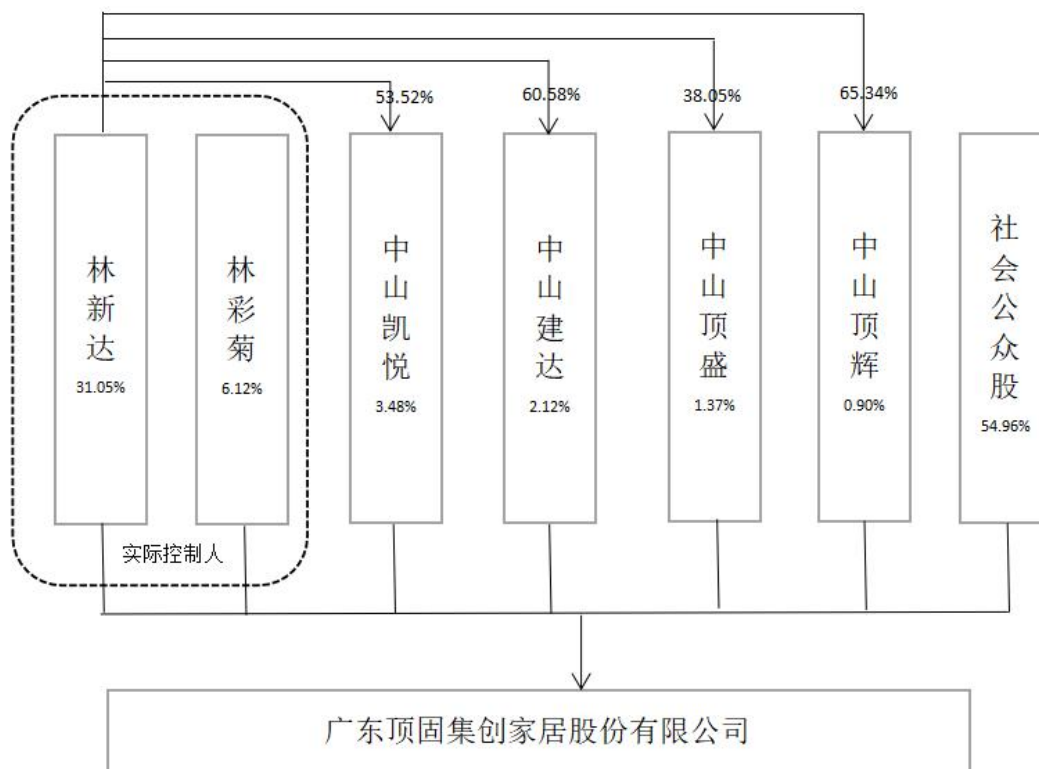 53.52%
60.58%
38.05%
65.34%
林新达
31.05%
林彩菊
6.12%
中山凯悦
3.48%
中山建达
2.12%
中山顶盛
1.37%
中山顶辉
0.90%
社会公众股
54.96%
实际控制人
广东顶固集创家居股份有限公司